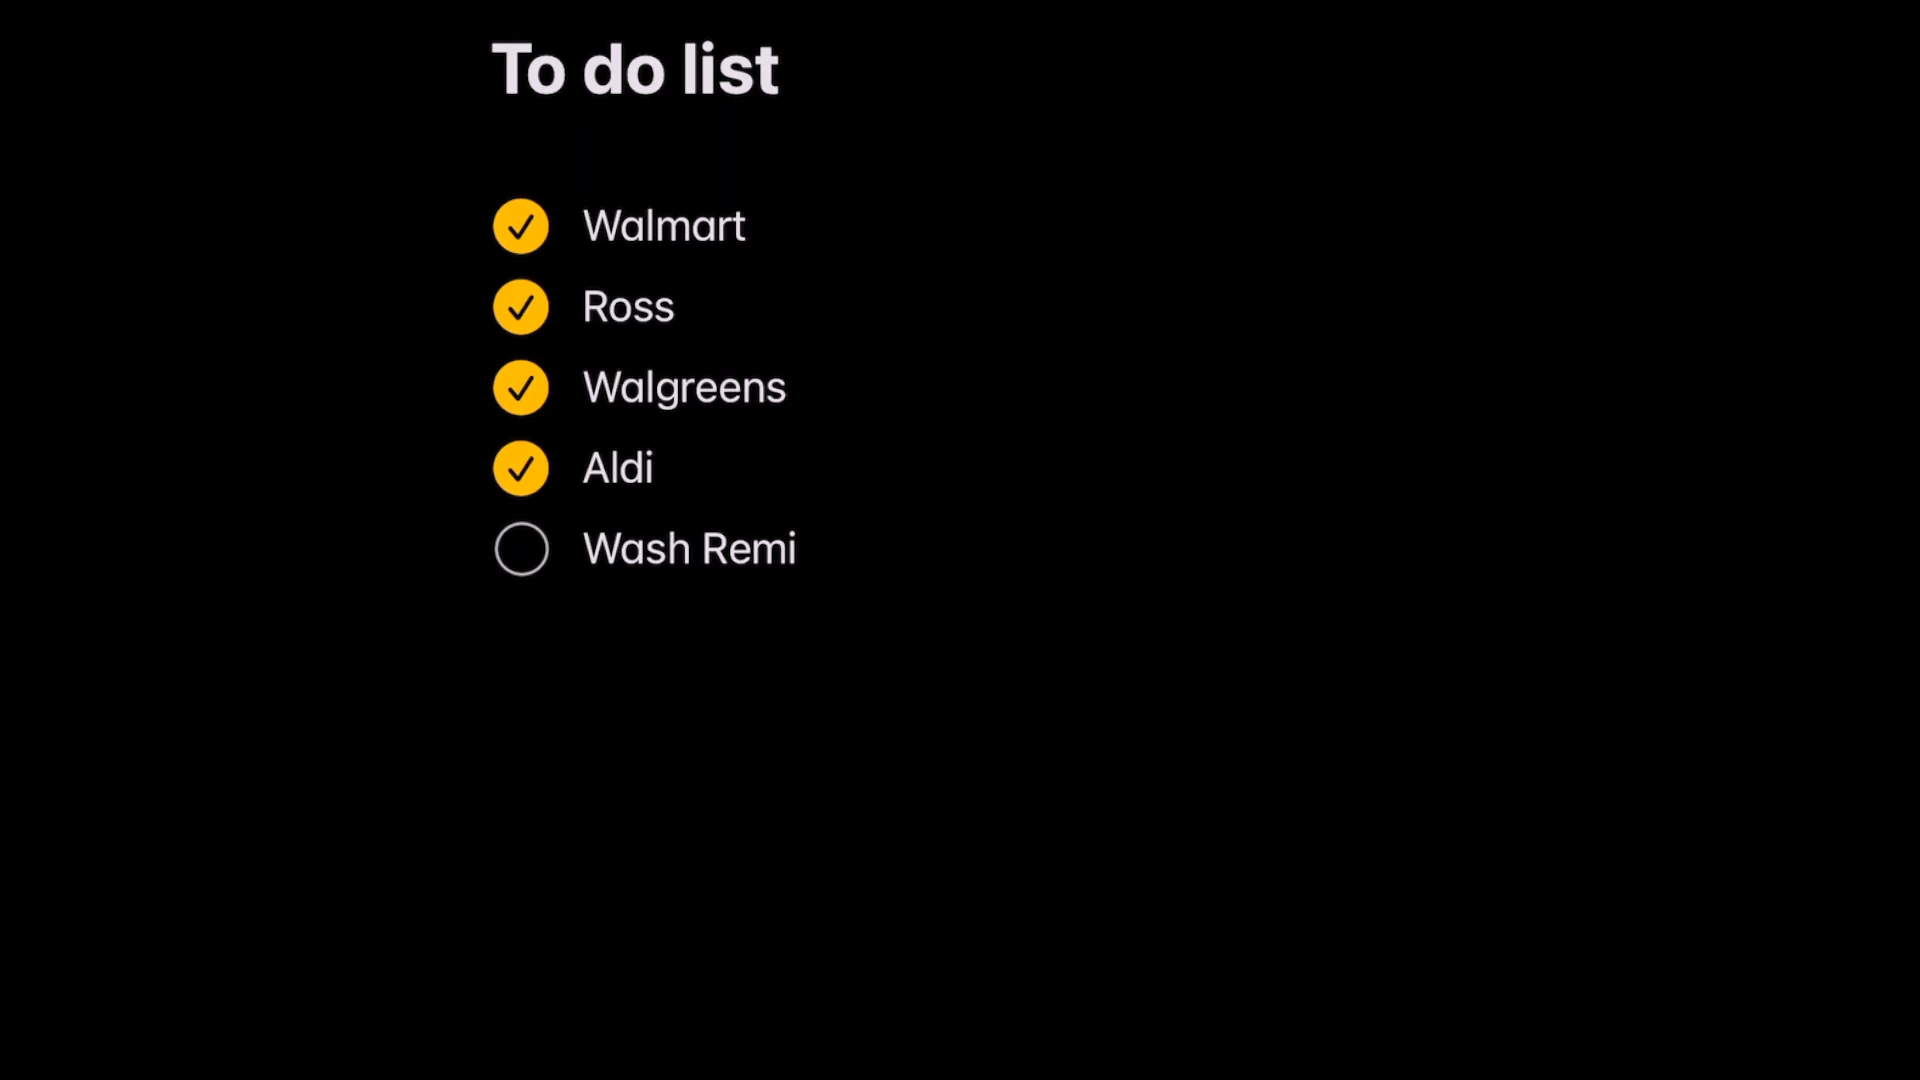 To do list
Walmart
Ross
Walgreens
Aldi
Wash Remi